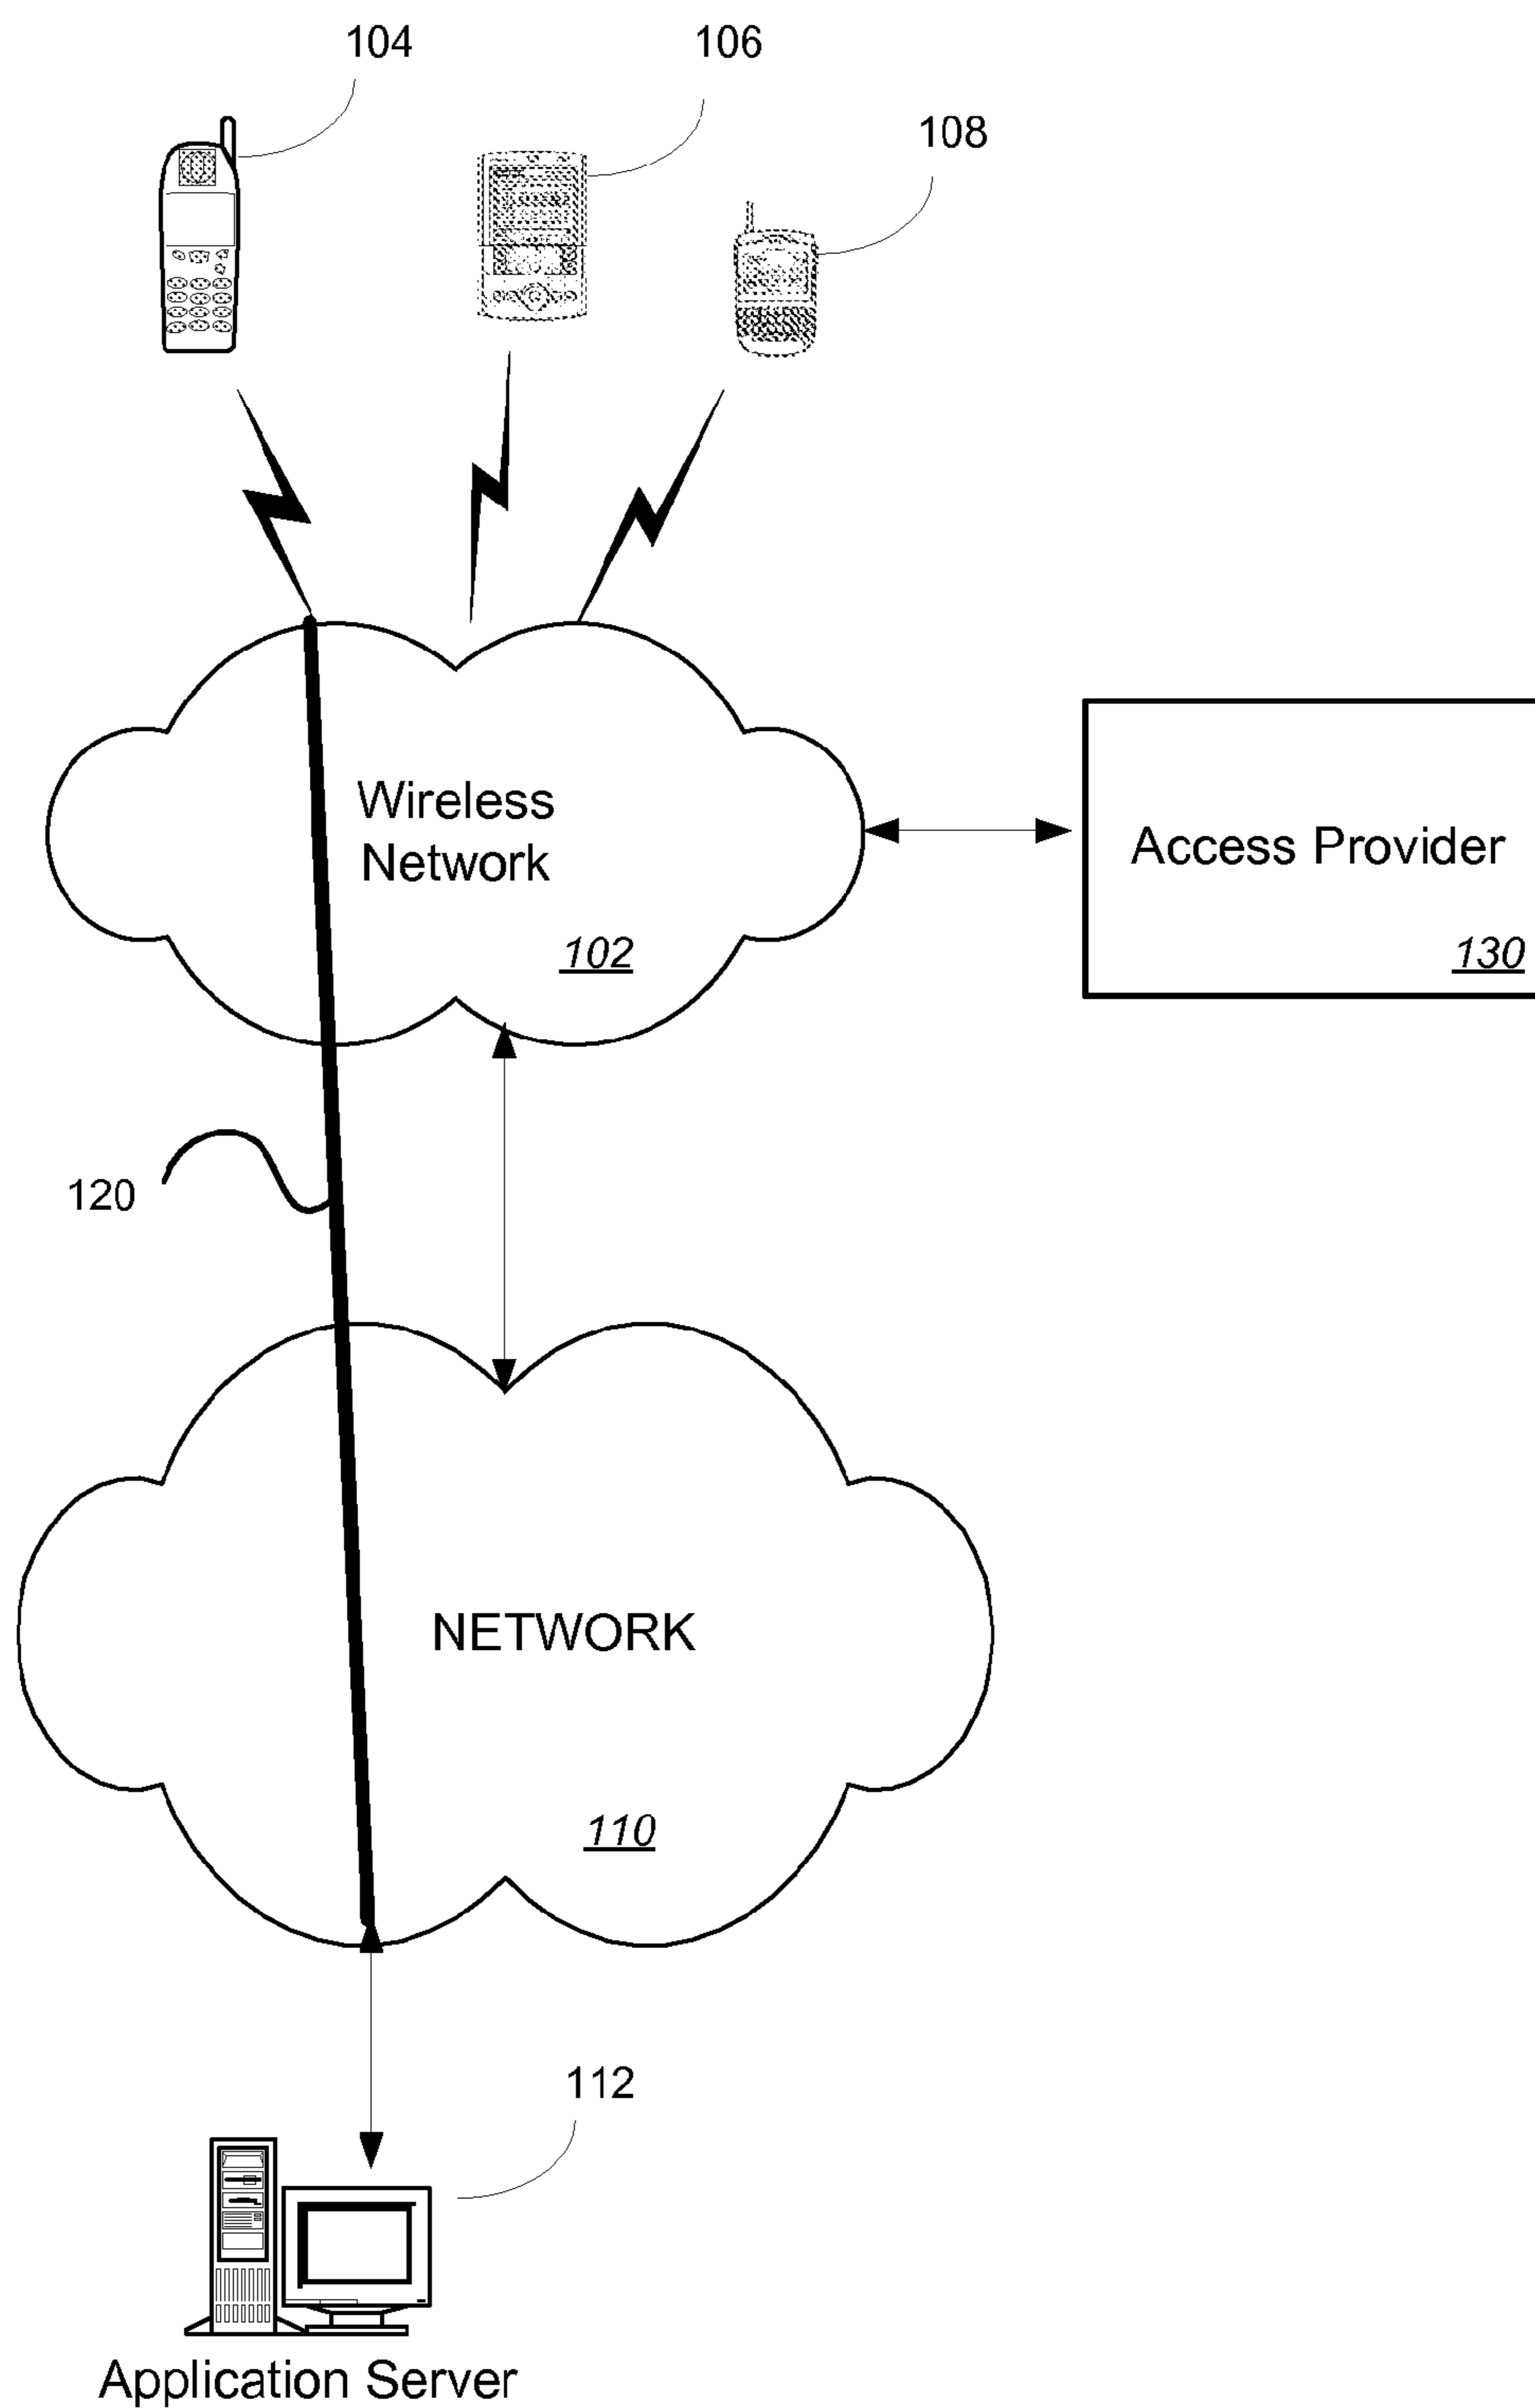 104
106
108
Wireless
Network
102
Access Provider
130
120
NETWORK
110
112
Application Server